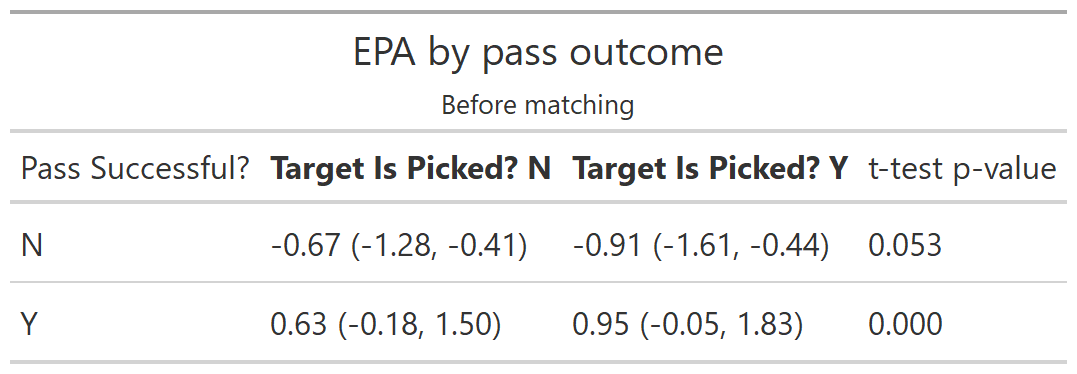 EPA by pass outcome
Before matching
Pass Successful? Target Is Picked? N Target Is Picked? Y t-test p-value
N -0.67 (-1.28, -0.41) -0.91 (-1.61, -0.44) 0.053
Y 0.63 (-0.18, 1.50) 0.95 (-0.05, 1.83) 0.000